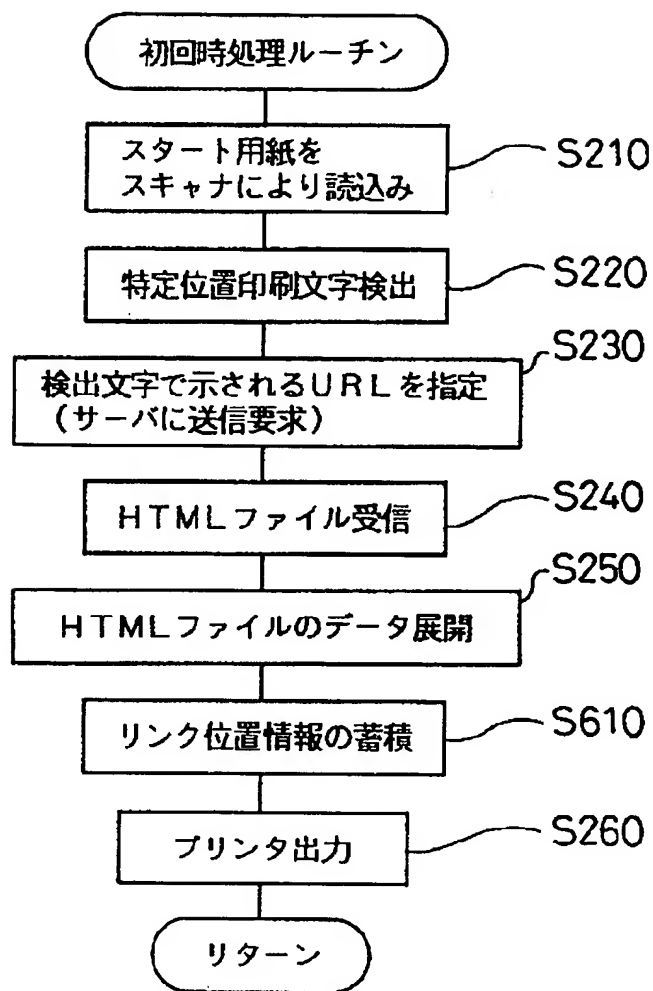 初回時処理ルーチン
スタート用紙を
スキャナにより読込み
S210
特定位置印刷文字検出
S220
検出文字で示されるＵＲＬを指定
（サーバに送信要求）
S230
ＨＴＭＬファイル受信
S240
ＨＴＭＬファイルのデータ展開
S250
リンク位置情報の蓄積
S610
プリンタ出力
S260
リターン